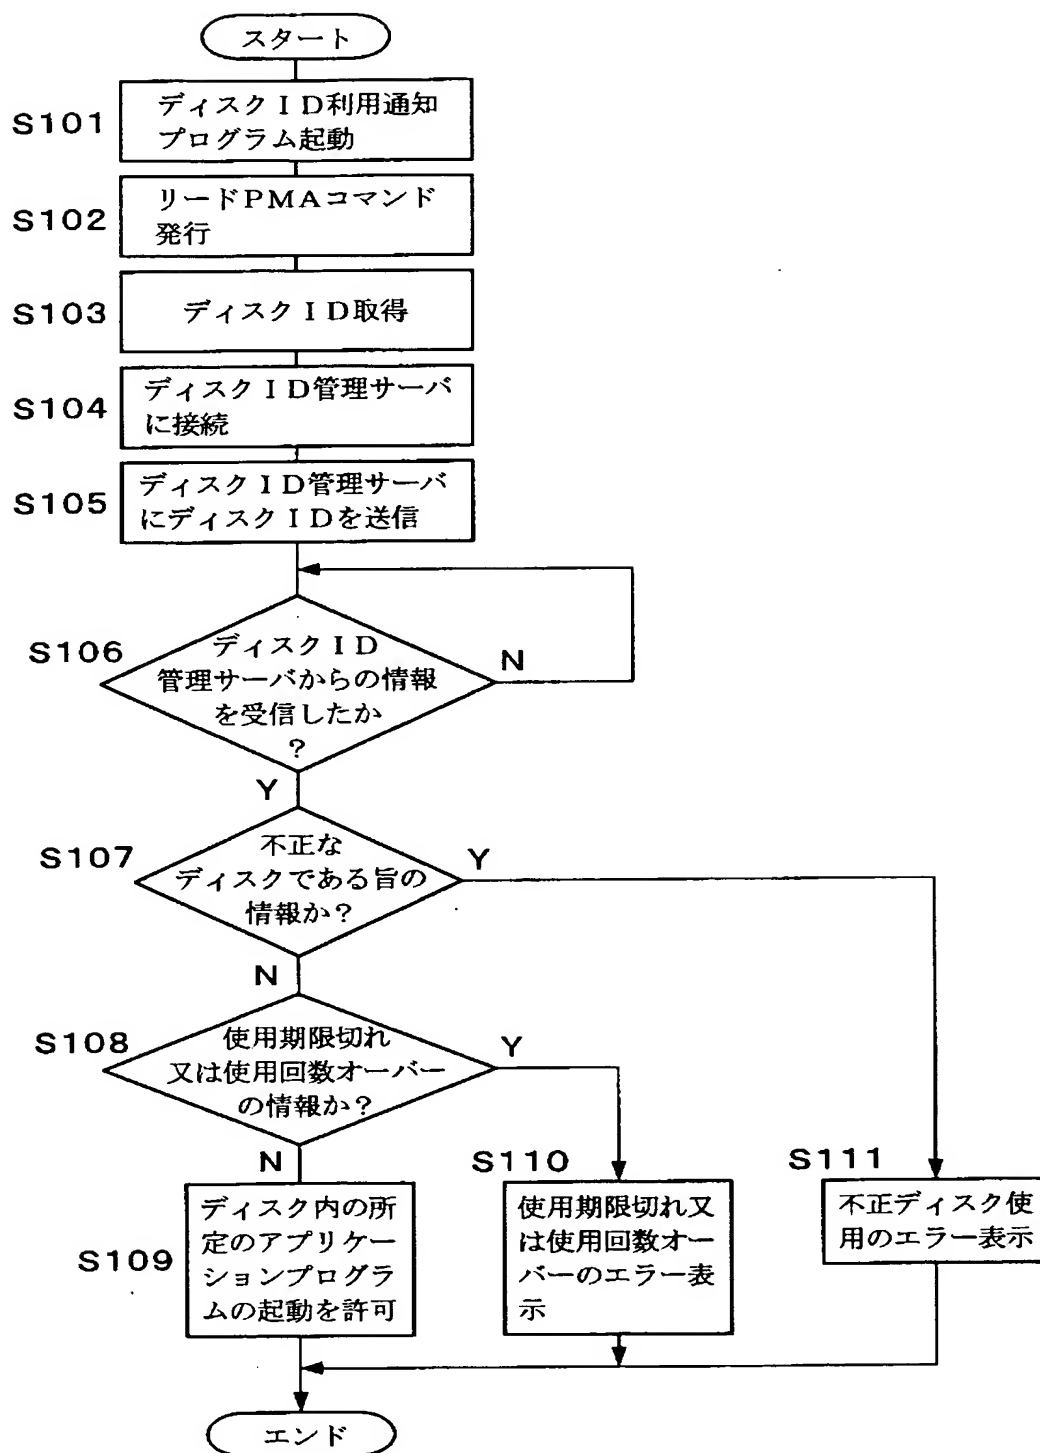 スタート
S101
ディスクID利用通知
プログラム起動
S102
リードPMAコマンド
発行
S103
ディスクID取得
S104
ディスクID管理サーバ
に接続
S105
ディスクID管理サーバ
にディスクIDを送信
S106
ディスクID
管理サーバからの情報
を受信したか
?
N
Y
S107
不正な
ディスクである旨の
情報か?
Y
N
S108
使用期限切れ
又は使用回数オーバー
の情報か?
Y
N
S109
ディスク内の所
定のアプリケー
ションプログラ
ムの起動を許可
S110
使用期限切れ又
は使用回数オー
バーのエラー表
示
S111
不正ディスク使
用のエラー表示
エンド